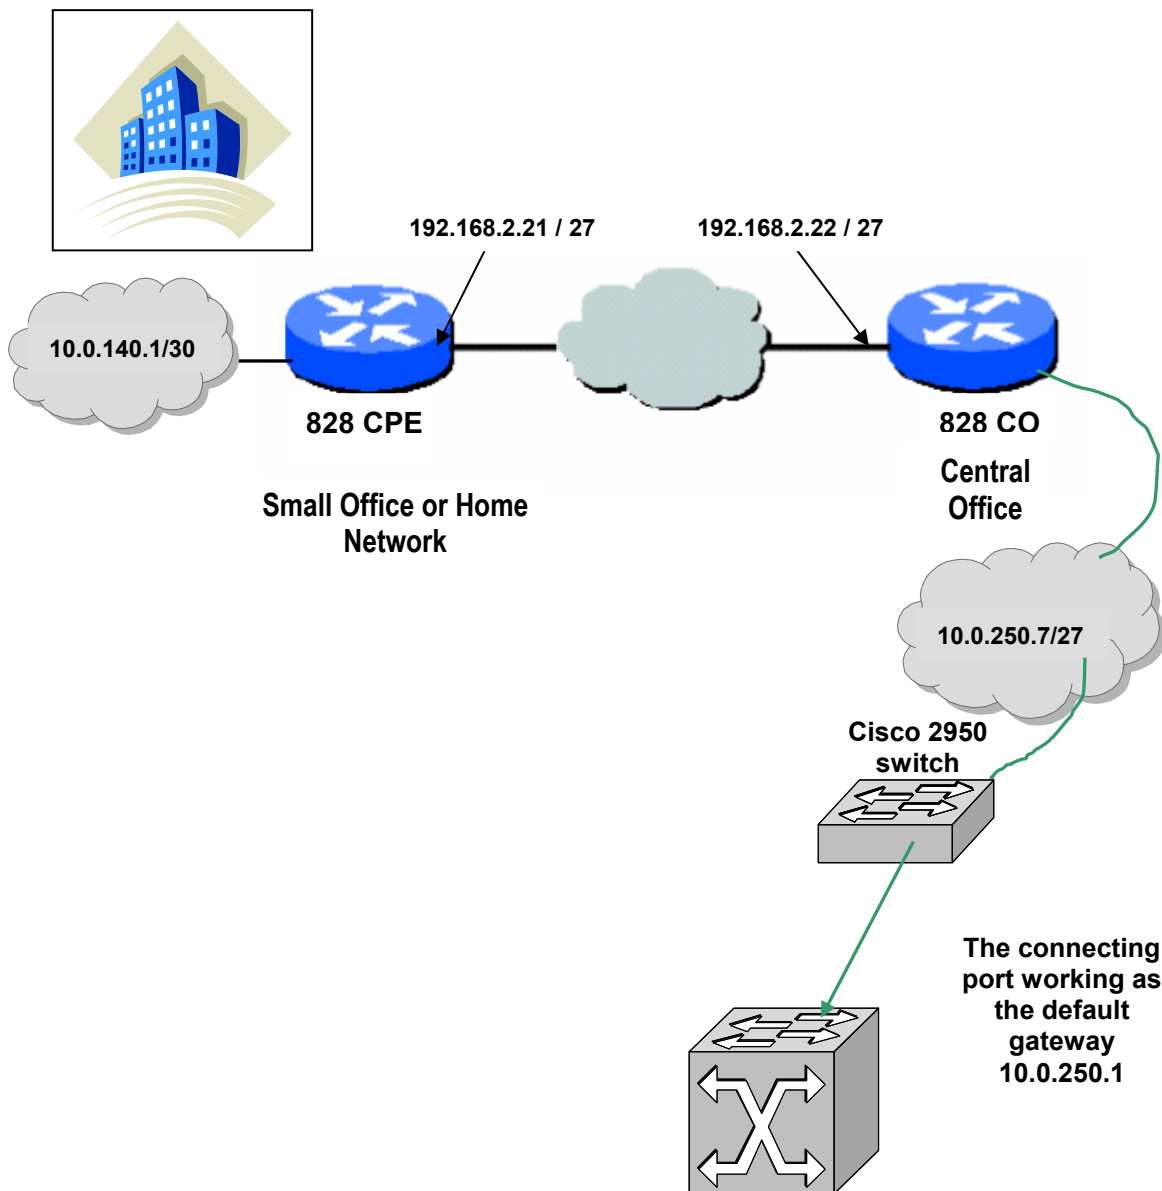 192.168.2.21 / 27
192.168.2.22 / 27
10.0.140.1/30
828 CPE
828 CO
Small Office or Home
Network
Central
Office
10.0.250.7/27
Cisco 2950
switch
The connecting
port working as
the default
gateway
10.0.250.1